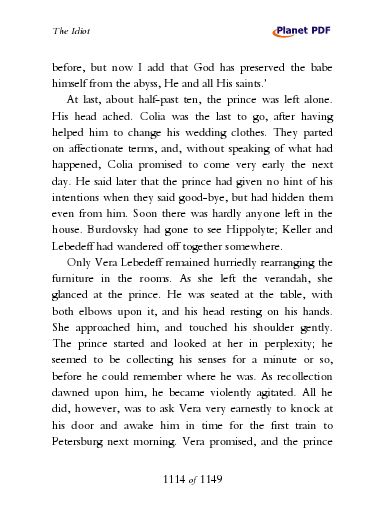 The Idiot
Planet PDF
before, but now I add that God has preserved the babe
himself from the abyss, He and all His saints.'
At last, about half-past ten, the prince was left alone.
His head ached. Colia was the last to go, after having
helped him to change his wedding clothes. They parted
on affectionate terms, and, without speaking of what had
happened, Colia promised to come very early the next
day. He said later that the prince had given no hint of his
intentions when they said good-bye, but had hidden them
even from him. Soon there was hardly anyone left in the
house. Burdovsky had gone to see Hippolyte; Keller and
Lebedeff had wandered off together somewhere.
Only Vera Lebedeff remained hurriedly rearranging the
furniture in the rooms. As she left the verandah, she
glanced at the prince. He was seated at the table, with
both elbows upon it, and his head resting on his hands.
She approached him, and touched his shoulder gently.
The prince started and looked at her in perplexity; he
seemed to be collecting his senses for a minute or so,
before he could remember where he was. As recollection
dawned upon him, he became violently agitated. All he
did, however, was to ask Vera very earnestly to knock at
his door and awake him in time for the first train to
Petersburg next morning. Vera promised, and the prince
1114 of 1149